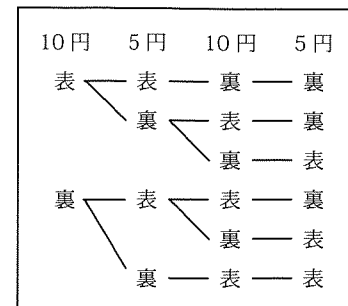 10円 5円 10円 5円
表 表 裏 裏
裏 表 裏
裏 表
裏 表 表 裏
裏 表
裏 表 表